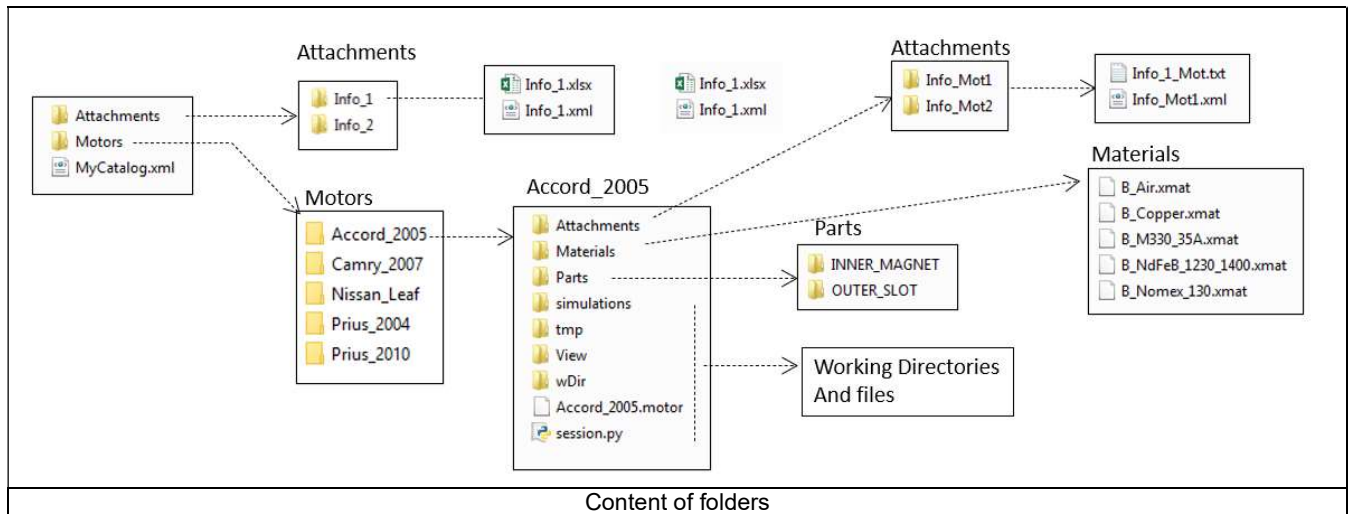 Attachments
Motors
MyCatalog.xml
Attachments
Info_1
Info_2
Info_1.xlsx
Info_1.xml
Info_1.xlsx
Info_1.xml
Attachments
Info_Mot1
Info_Mot2
Info_1_Mot.txt
Info_Mot1.xml
Motors
Accord_2005
Camry_2007
Nissan_Leaf
Prius_2004
Prius_2010
Accord_2005
Attachments
Materials
Parts
simulations
tmp
View
wDir
Accord_2005.motor
session.py
Parts
INNER_MAGNET
OUTER_SLOT
Working Directories
And files
Materials
B_Air.xmat
B_Copper.xmat
B_M330_35A.xmat
B_NdFeB_1230_1400.xmat
B_Nomex_130.xmat
Content of folders